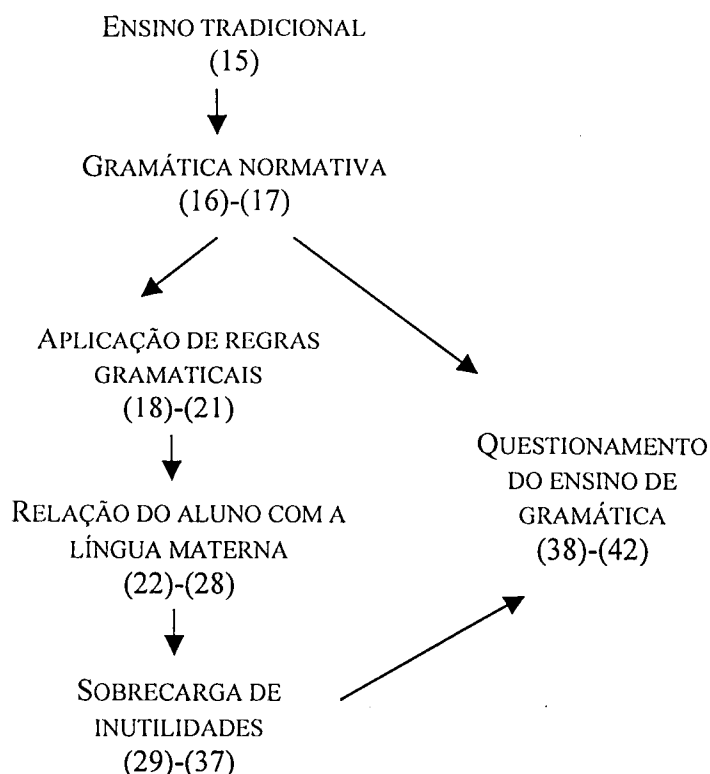 ENSINO TRADICIONAL
(15)
GRAMÁTICA NORMATIVA
(16)-(17)
APLICAÇÃO DE REGRAS
GRAMATICAIS
(18)-(21)
RELAÇÃO DO ALUNO COM A
LÍNGUA MATERNA
(22)-(28)
SOBRECARGA DE
INUTILIDADES
(29)-(37)
QUESTIONAMENTO
DO ENSINO DE
GRAMÁTICA
(38)-(42)